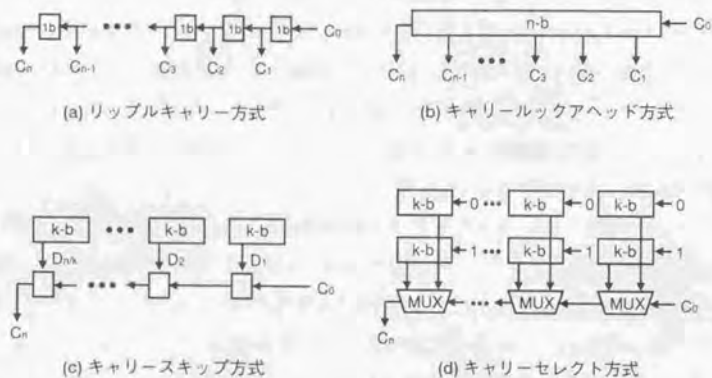 1b ••• 1b 1b 1b C₀
Cₙ Cₙ₋₁ C₃ C₂ C₁
(a) リップルキャリー方式
n-b C₀
Cₙ Cₙ₋₁ ••• C₃ C₂ C₁
(b) キャリールックアヘッド方式
k-b ••• k-b k-b
Dn/k D₂ D₁
••• C₀
Cₙ
(c) キャリースキップ方式
k-b 0 ••• k-b 0 k-b 0
k-b 1 ••• k-b 1 k-b 1
MUX ••• MUX MUX C₀
Cₙ
(d) キャリーセレクト方式